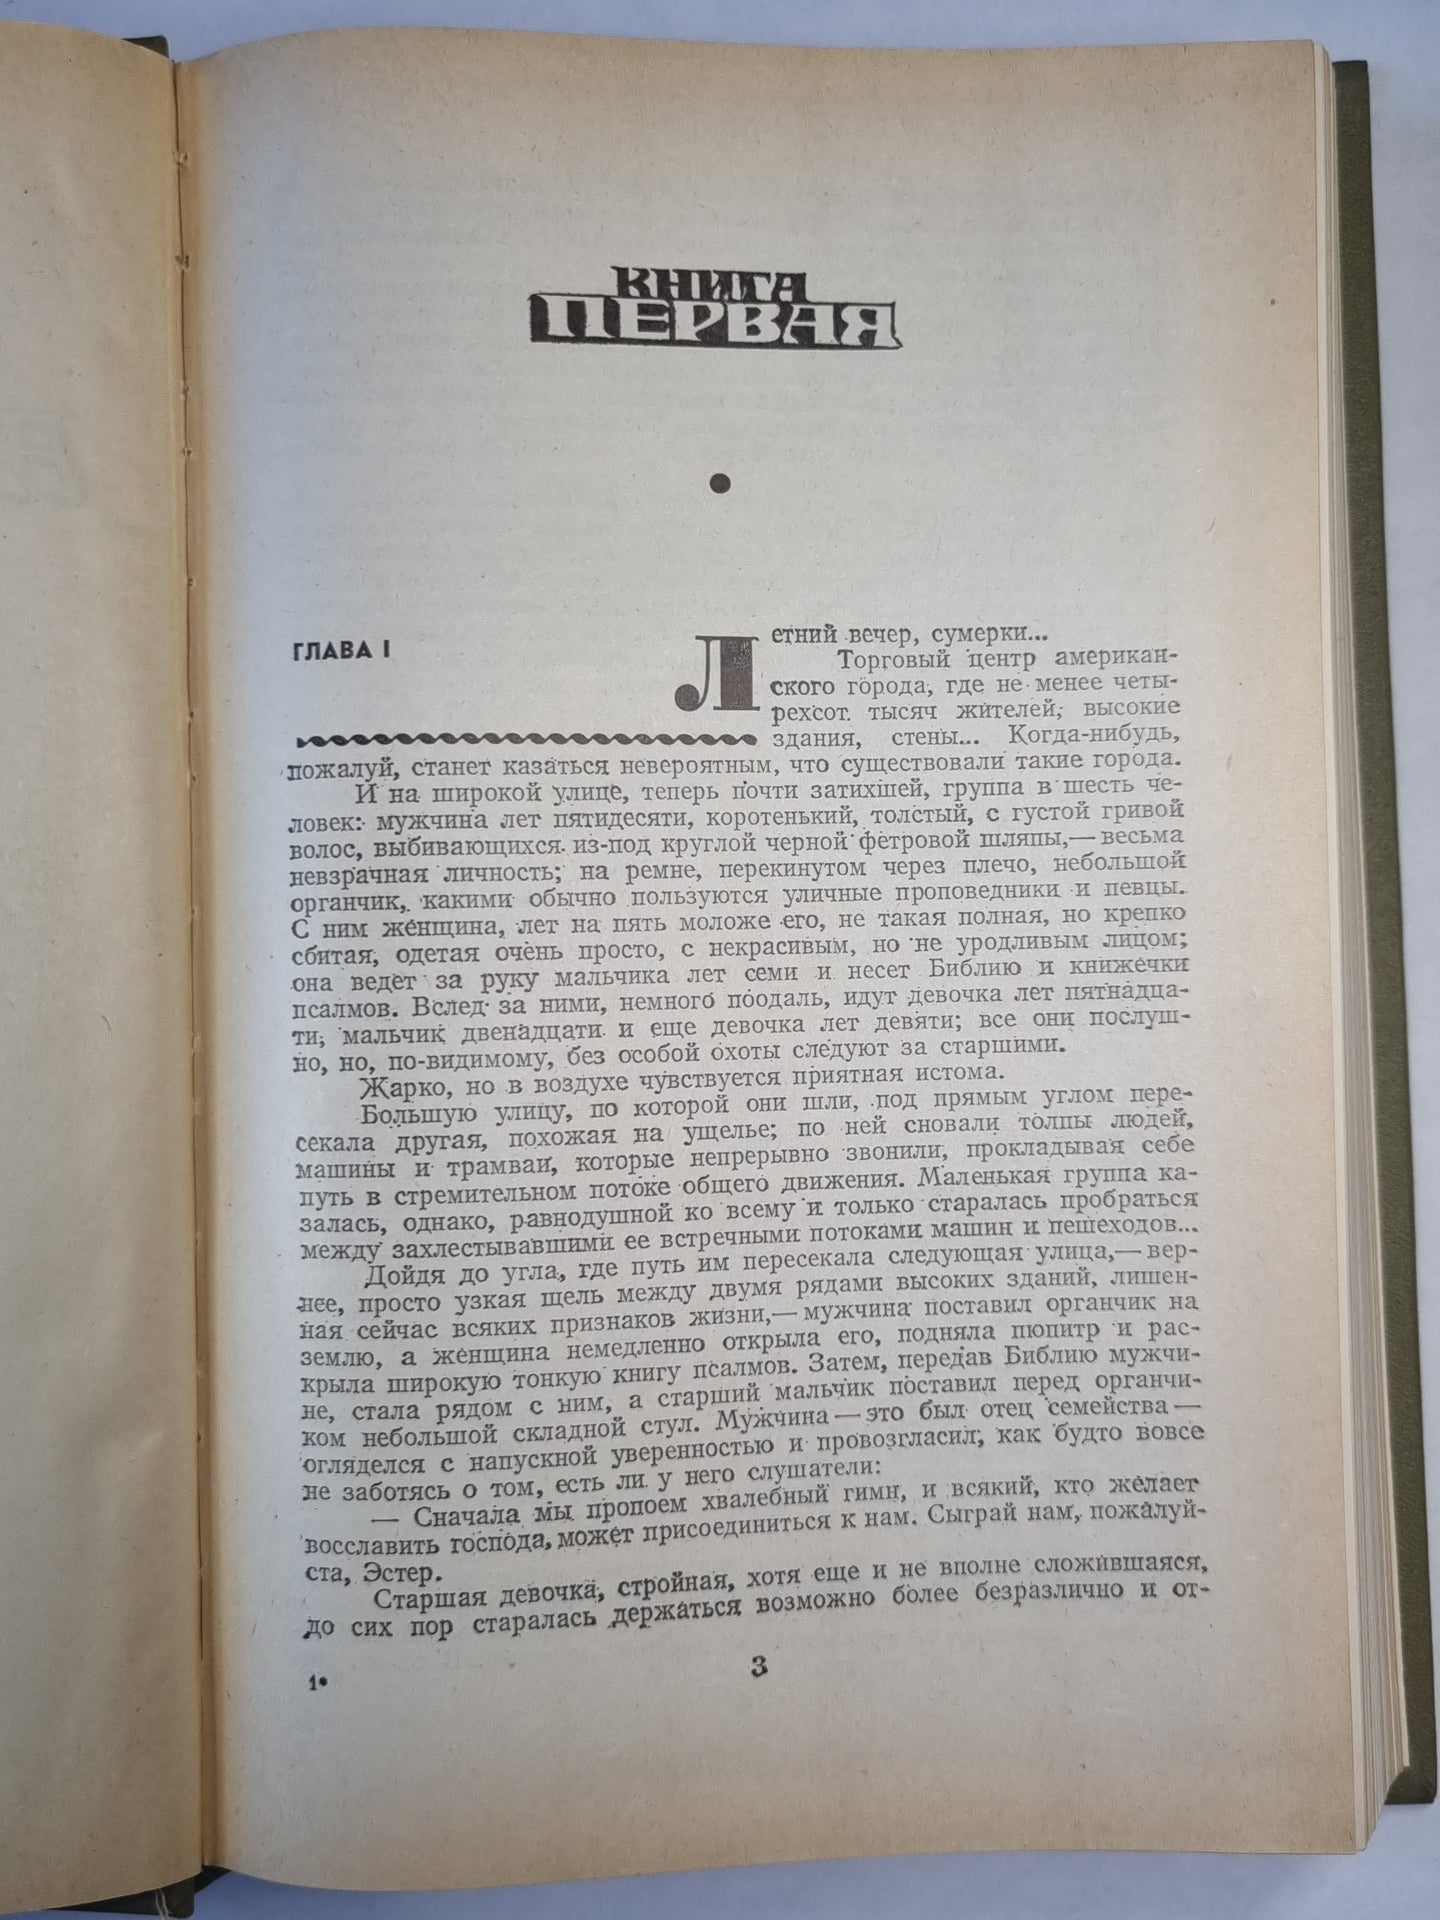 КНИГА
ПЕРВАЯ
ГЛАВА I
Летний вечер, сумерки...
Торговый центр американ-
ского города, где не менее четы-
рехсот тысяч жителей, высокие
здания, стены... Когда-нибудь,
пожалуй, станет казаться невероятным, что существовали такие города.
И на широкой улице, теперь почти затихшей, группа в шесть че-
ловек: мужчина лет пятидесяти, коротенький, толстый, с густой гривой
волос, выбивающихся из-под круглой черной фетровой шляпы,— весьма
невзрачная личность; на ремне, перекинутом через плечо, небольшой
органчик, какими обычно пользуются уличные проповедники и певцы.
С ним женщина, лет на пять моложе его, не такая полная, но крепко
сбитая, одетая очень просто, с некрасивым, но не уродливым лицом;
она ведет за руку мальчика лет семи и несет Библию и книжечки
псалмов. Вслед за ними, немного поодаль, идут девочка лет пятнадца-
ти, мальчик двенадцати и еще девочка лет девяти; все они послуш-
но, но, по-видимому, без особой охоты следуют за старшими.
Жарко, но в воздухе чувствуется приятная истома.
Большую улицу, по которой они шли, под прямым углом пере-
секала другая, похожая на ущелье; по ней сновали толпы людей,
машины и трамваи, которые непрерывно звонили, прокладывая себе
путь в стремительном потоке общего движения. Маленькая группа ка-
залась, однако, равнодушной ко всему и только старалась пробраться
между захлестывавшими ее встречными потоками машин и пешеходов...
Дойдя до угла, где путь им пересекала следующая улица,— вер-
нее, просто узкая щель между двумя рядами высоких зданий, лишен-
ная сейчас всяких признаков жизни,— мужчина поставил органчик на
землю, а женщина немедленно открыла его, подняла пюпитр и рас-
крыла широкую тонкую книгу псалмов. Затем, передав Библию мужчи-
не, стала рядом с ним, а старший мальчик поставил перед органчи-
ком небольшой складной стул. Мужчина — это был отец семейства —
огляделся с напускной уверенностью и провозгласил, как будто вовсе
не заботясь о том, есть ли у него слушатели:
— Сначала мы пропоем хвалебный гимн, и всякий, кто желает
восславить господа, может присоединиться к нам. Сыграй нам, пожалуй-
ста, Эстер.
Старшая девочка, стройная, хотя еще и не вполне сложившаяся,
до сих пор старалась держаться возможно более безразлично и от-
3
1*